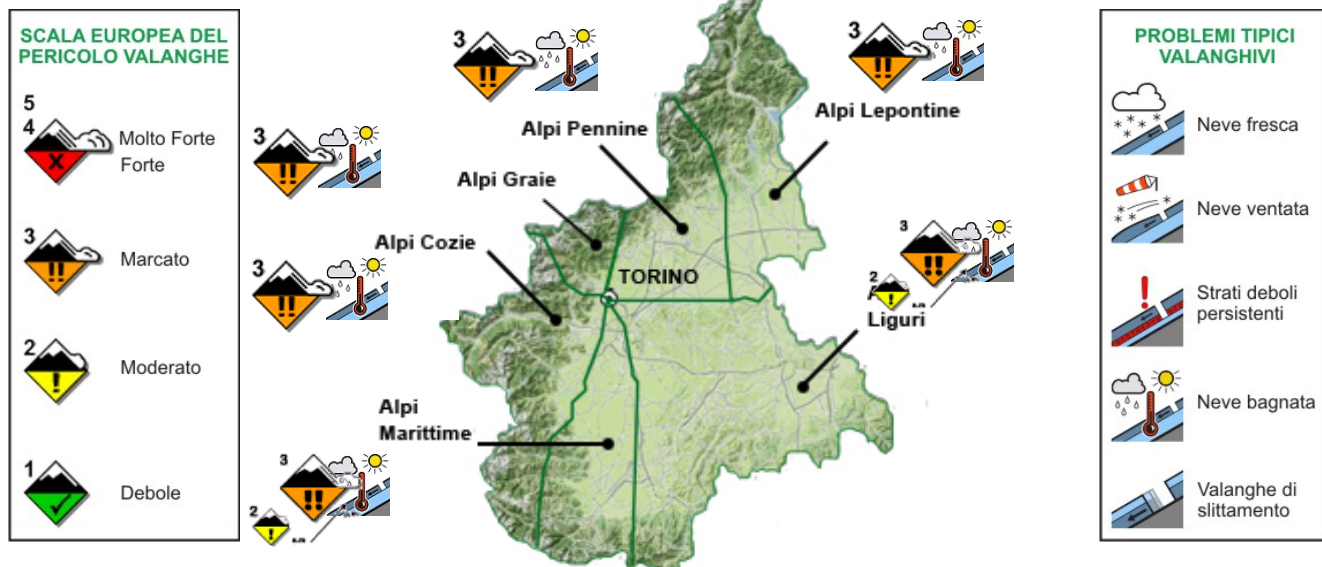 SCALA EUROPEA DEL
PERICOLO VALANGHE
5
4
Molto Forte
Forte
3
Marcato
2
Moderato
1
Debole
3
3
3
3
Alpi Lepontine
Alpi Pennine
Alpi Graie
Alpi Cozie
TORINO
3
2
Liguri
Alpi
Marittime
3
2
PROBLEMI TIPICI
VALANGHIVI
Neve fresca
Neve ventata
Strati deboli
persistenti
Neve bagnata
Valanghe di
slittamento